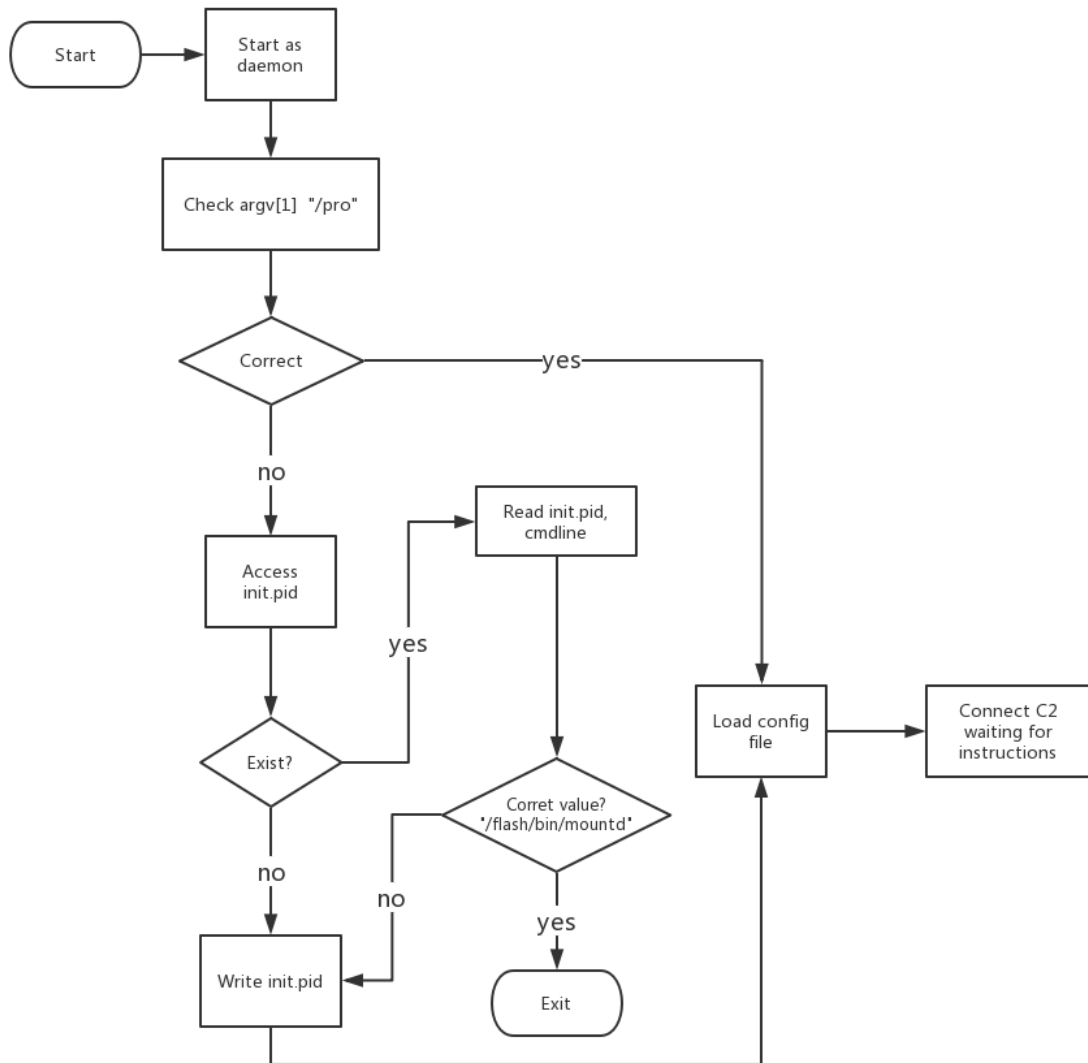 Start
Start as
daemon
Check argv[1]  "/pro"
Correct
yes
no
Read init.pid,
cmdline
Access
init.pid
yes
Load config
file
Connect C2
waiting for
instructions
Exist?
Corret value?
"/flash/bin/mountd"
no
no
yes
Write init.pid
Exit